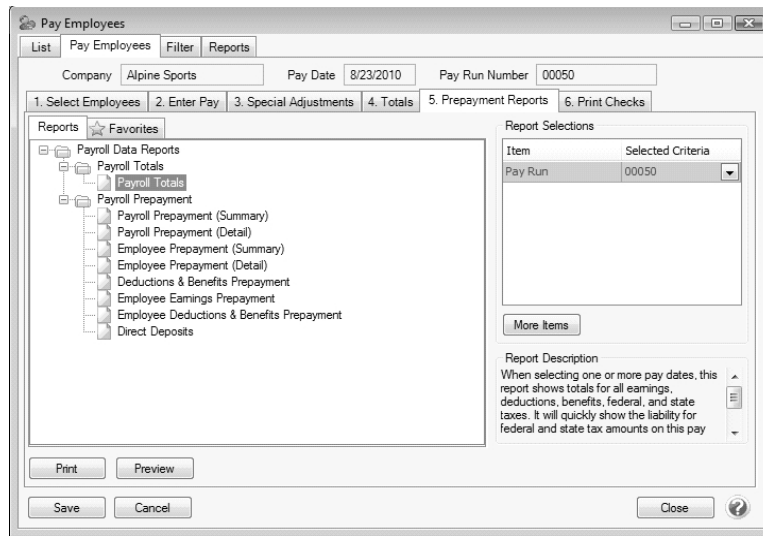 Pay Employees
List Pay Employees Filter Reports
Company Alpine Sports Pay Date 8/23/2010 Pay Run Number 00050
1. Select Employees 2. Enter Pay 3. Special Adjustments 4. Totals 5. Prepayment Reports 6. Print Checks
Reports Favorites
Payroll Data Reports
Payroll Totals
Payroll Totals
Payroll Prepayment
Payroll Prepayment (Summary)
Payroll Prepayment (Detail)
Employee Prepayment (Summary)
Employee Prepayment (Detail)
Deductions & Benefits Prepayment
Employee Earnings Prepayment
Employee Deductions & Benefits Prepayment
Direct Deposits
Report Selections
Item Selected Criteria
Pay Run 00050
More Items
Report Description
When selecting one or more pay dates, this
report shows totals for all earnings,
deductions, benefits, federal, and state
taxes. It will quickly show the liability for
federal and state tax amounts on this pay
Print Preview
Save Cancel Close ?